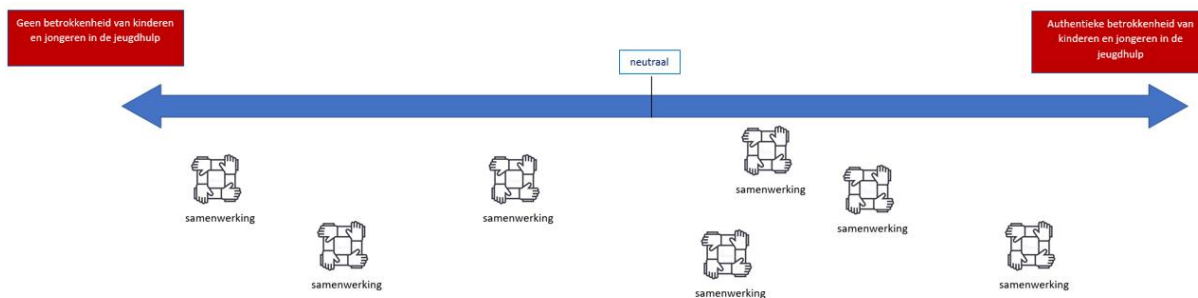 Geen betrokkenheid van kinderen
en jongeren in de jeugdhulp
Authentieke betrokkenheid van
kinderen en jongeren in de
jeugdhulp
neutraal
samenwerking
samenwerking
samenwerking
samenwerking
samenwerking
samenwerking
samenwerking